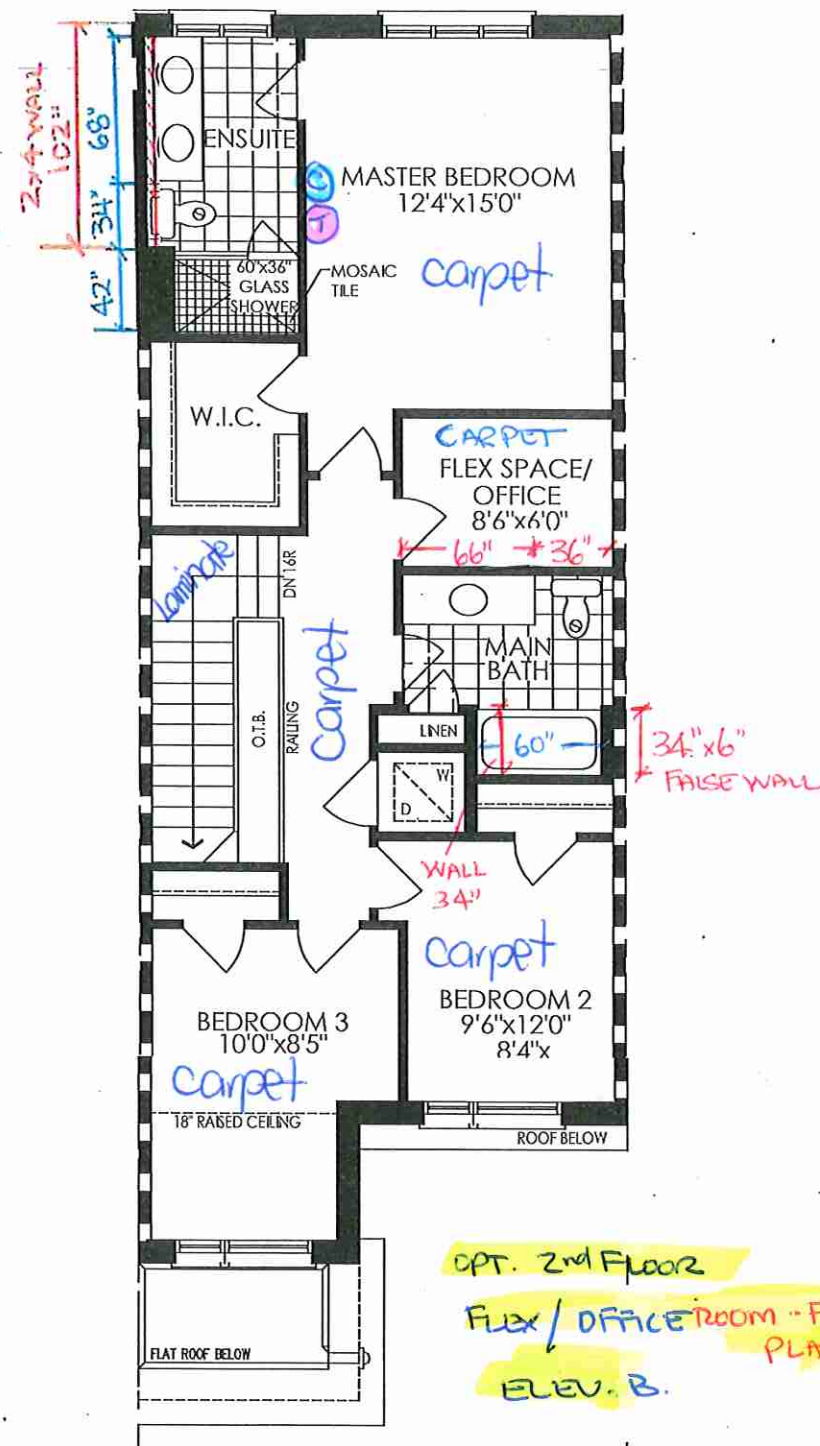 2x4 WALL
102"
68"
34"
42"
ENSUITE
C
T
MASTER BEDROOM
12'4"x15'0"
carpet
60"x36"
GLASS
SHOWER
MOSAIC
TILE
W.I.C.
CARPET
FLEX SPACE/
OFFICE
8'6"x6'0"
66" 36"
Laminate
DN 16R
carpet
O.T.B.
RAILING
MAIN
BATH
LINEN
60"
34"x6"
FALSE WALL
W
D
WALL
34"
carpet
BEDROOM 2
9'6"x12'0"
8'4"x
BEDROOM 3
10'0"x8'5"
carpet
18" RAISED CEILING
ROOF BELOW
FLAT ROOF BELOW
OPT. 2nd FLOOR
FLEX / OFFICE ROOM
ELEV. B.